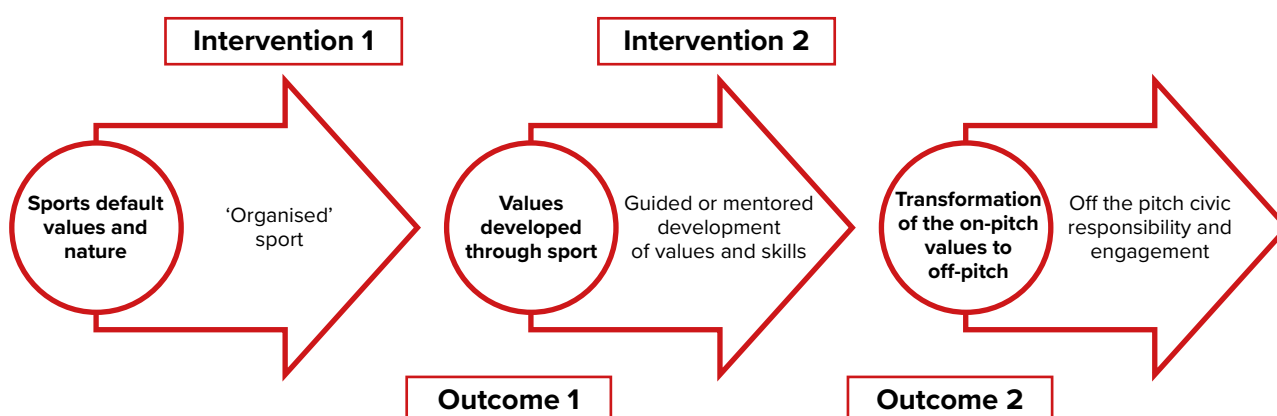 Intervention 1
Intervention 2
Sports default
values and
nature
‘Organised’
sport
Values
developed
through sport
Guided or mentored
development
of values and skills
Transformation
of the on-pitch
values to
off-pitch
Off the pitch civic
responsibility and
engagement
Outcome 1
Outcome 2